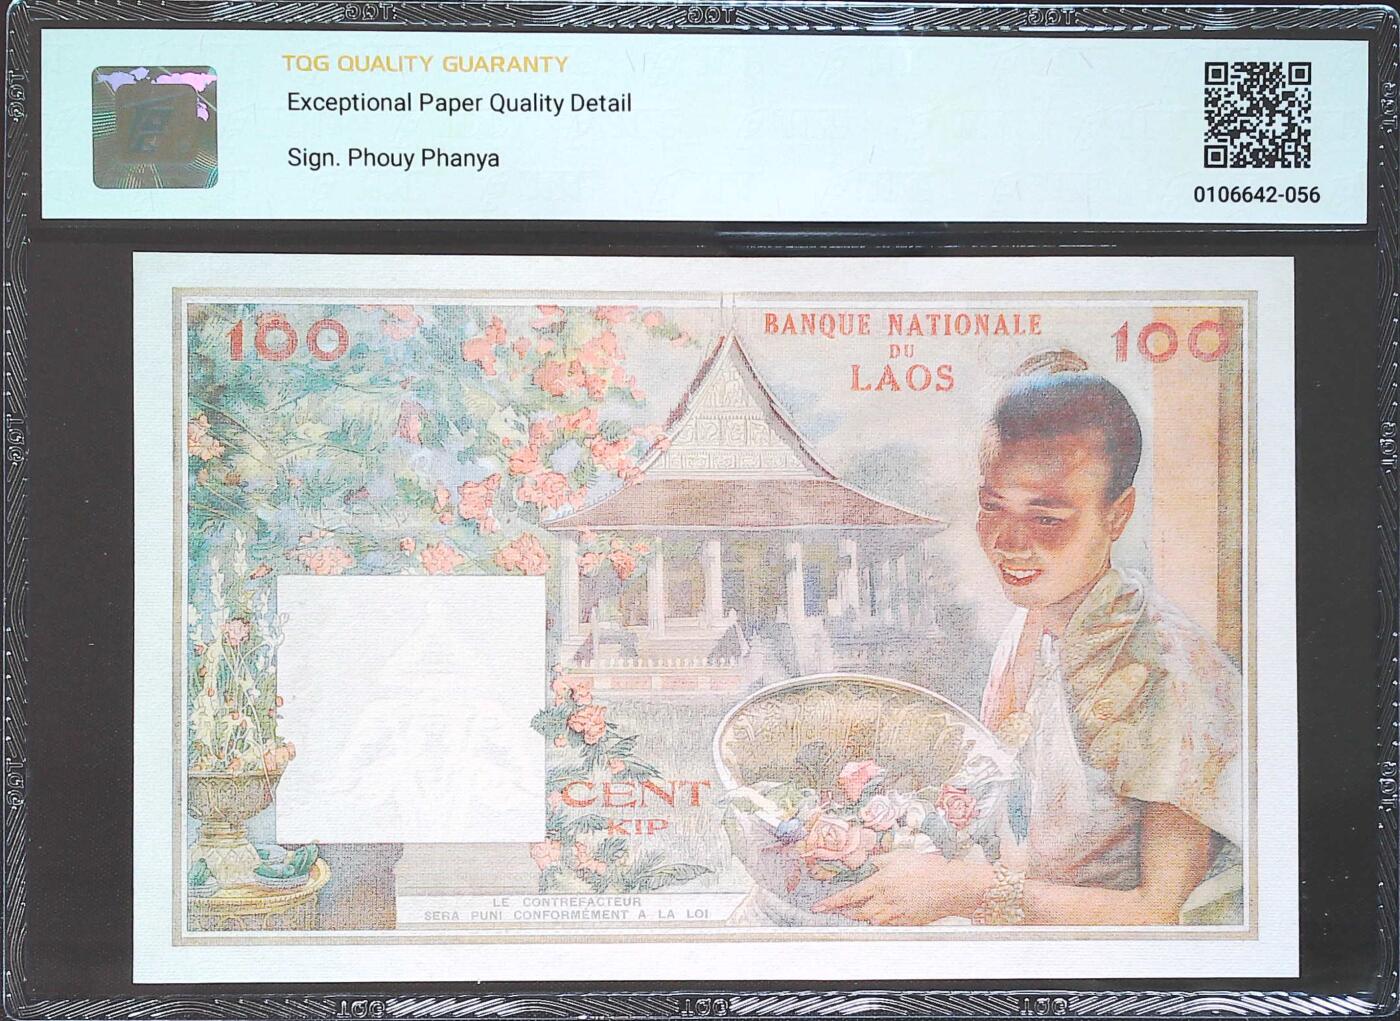 TQG QUALITY GUARANTY
Exceptional Paper Quality Detail
Sign. Phouy Phanya
0106642-056
100
BANQUE NATIONALE
DU
LAOS
100
CENT
KIP
LE CONTREFACTEUR
SERA PUNI CONFORMÉMENT A LA LOI